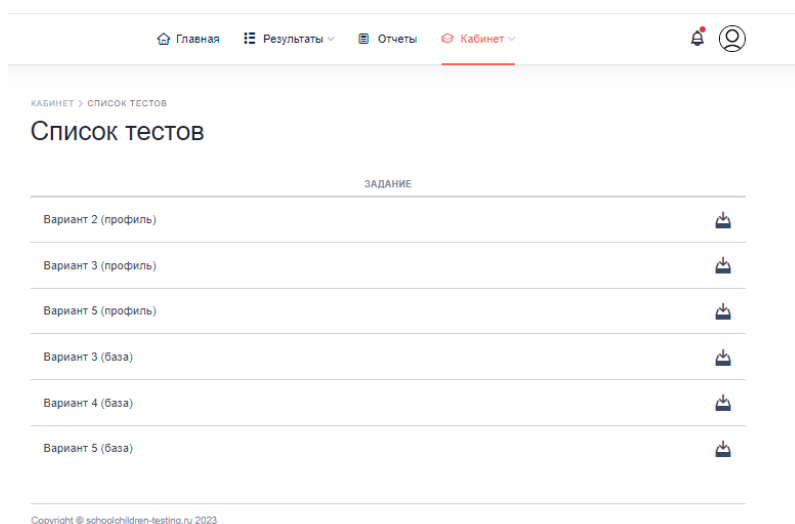 Главная Результаты Отчеты Кабинет
КАБИНЕТ > СПИСОК ТЕСТОВ
Список тестов
ЗАДАНИЕ
Вариант 2 (профиль)
Вариант 3 (профиль)
Вариант 5 (профиль)
Вариант 3 (база)
Вариант 4 (база)
Вариант 5 (база)
Copyright © schoolchildren-testing.ru 2023